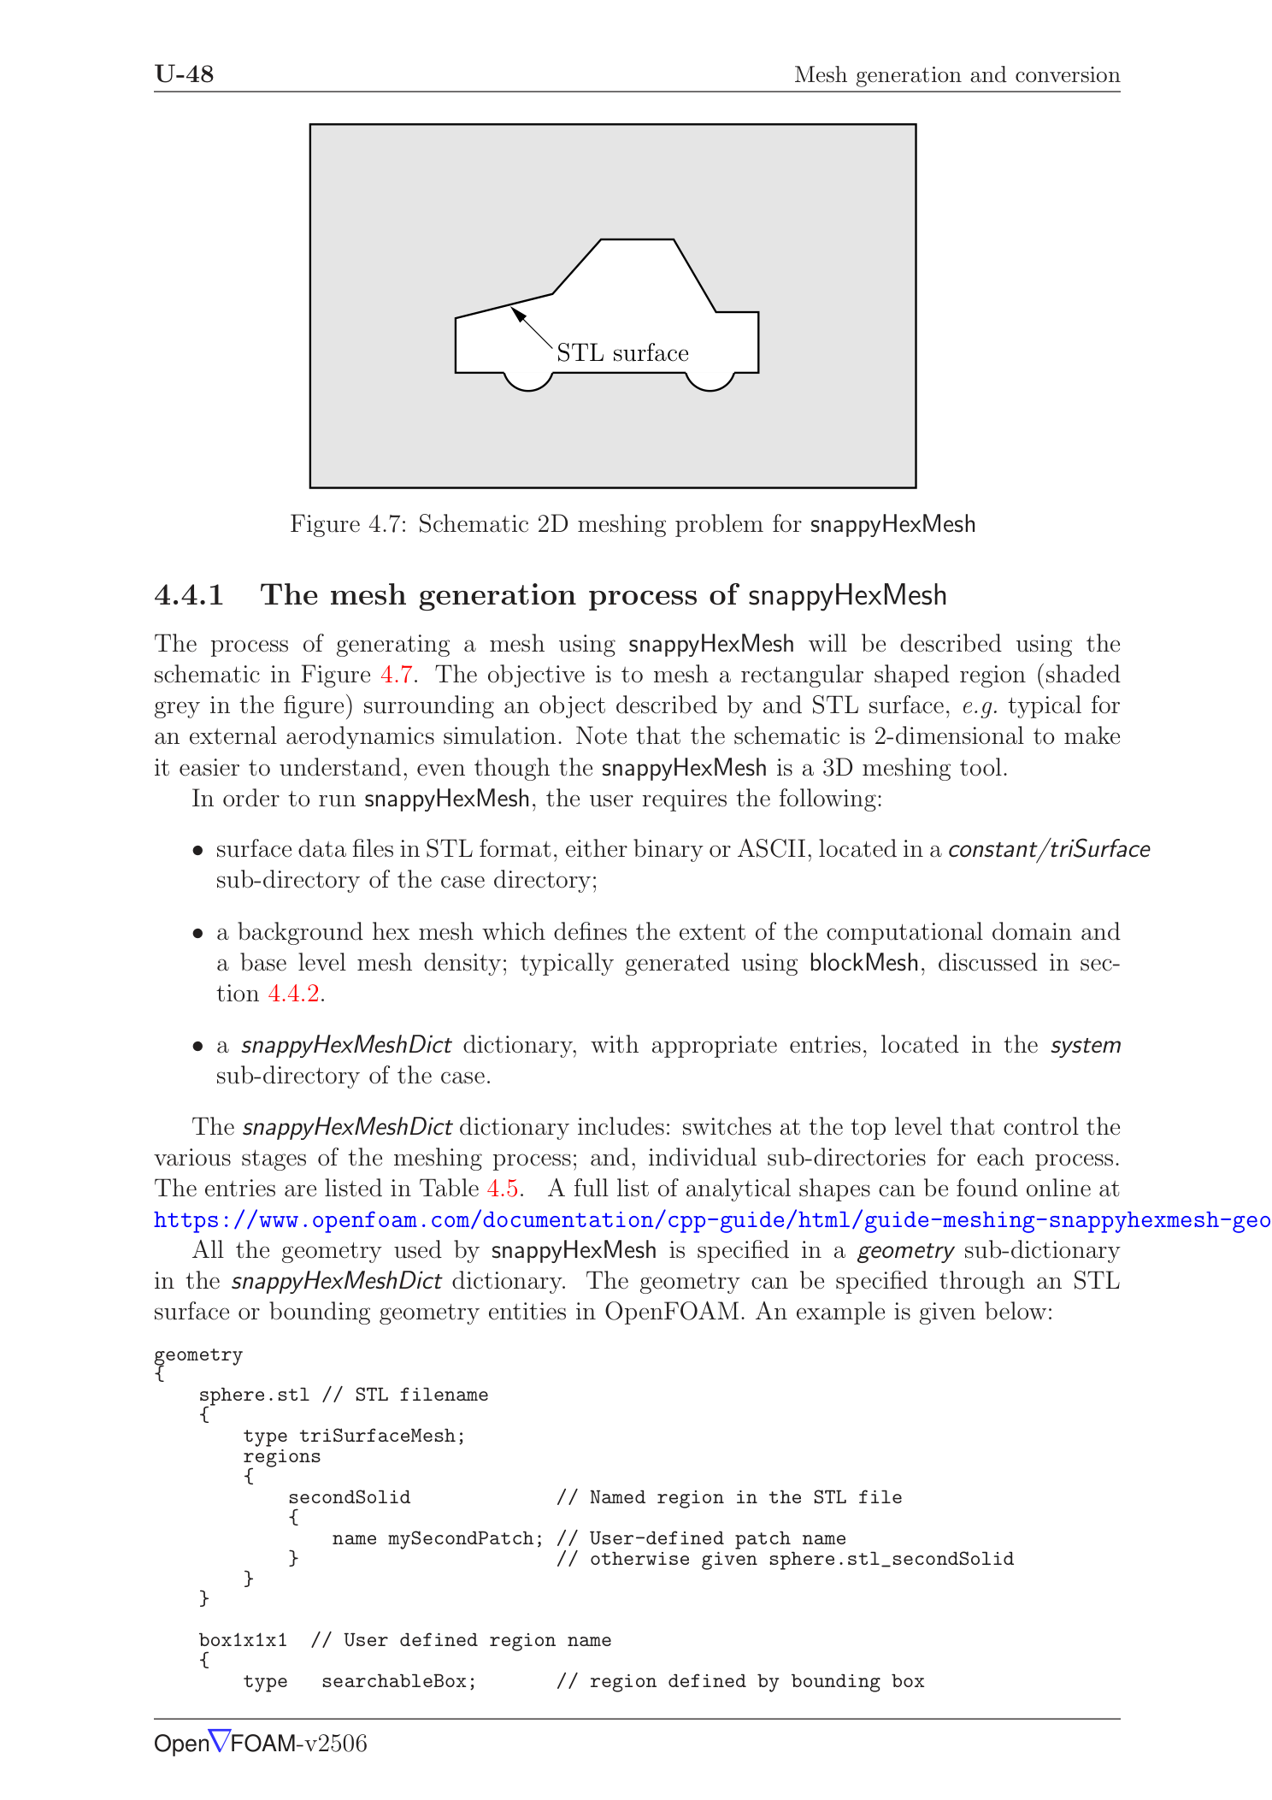 U-48 Mesh generation and conversion
STL surface
Figure 4.7: Schematic 2D meshing problem for snappyHexMesh
4.4.1 The mesh generation process of snappyHexMesh
The process of generating a mesh using snappyHexMesh will be described using the
schematic in Figure 4.7. The objective is to mesh a rectangular shaped region (shaded
grey in the figure) surrounding an object described by and STL surface, e.g. typical for
an external aerodynamics simulation. Note that the schematic is 2-dimensional to make
it easier to understand, even though the snappyHexMesh is a 3D meshing tool.
In order to run snappyHexMesh, the user requires the following:
• surface data files in STL format, either binary or ASCII, located in a constant/triSurface
sub-directory of the case directory;
• a background hex mesh which defines the extent of the computational domain and
a base level mesh density; typically generated using blockMesh, discussed in sec-
tion 4.4.2.
• a snappyHexMeshDict dictionary, with appropriate entries, located in the system
sub-directory of the case.
The snappyHexMeshDict dictionary includes: switches at the top level that control the
various stages of the meshing process; and, individual sub-directories for each process.
The entries are listed in Table 4.5. A full list of analytical shapes can be found online at
https://www.openfoam.com/documentation/cpp-guide/html/guide-meshing-snappyhexmesh-geo
All the geometry used by snappyHexMesh is specified in a geometry sub-dictionary
in the snappyHexMeshDict dictionary. The geometry can be specified through an STL
surface or bounding geometry entities in OpenFOAM. An example is given below:
geometry
{
    sphere.stl // STL filename
    {
        type triSurfaceMesh;
        regions
        {
            secondSolid             // Named region in the STL file
            {
                name mySecondPatch; // User-defined patch name
            }                       // otherwise given sphere.stl_secondSolid
        }
    }
    box1x1x1  // User defined region name
    {
        type   searchableBox;       // region defined by bounding box
Open∇FOAM-v2506